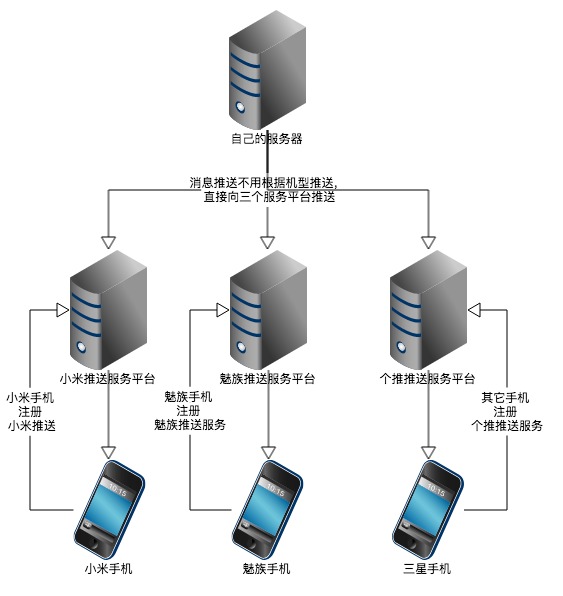 自己的服务器
消息推送不用根据机型推送,
直接向三个服务平台推送
小米推送服务平台
魅族推送服务平台
个推推送服务平台
小米手机
注册
小米推送
魅族手机
注册
魅族推送服务
其它手机
注册
个推推送服务
10:15
10:15
10:15
小米手机
魅族手机
三星手机